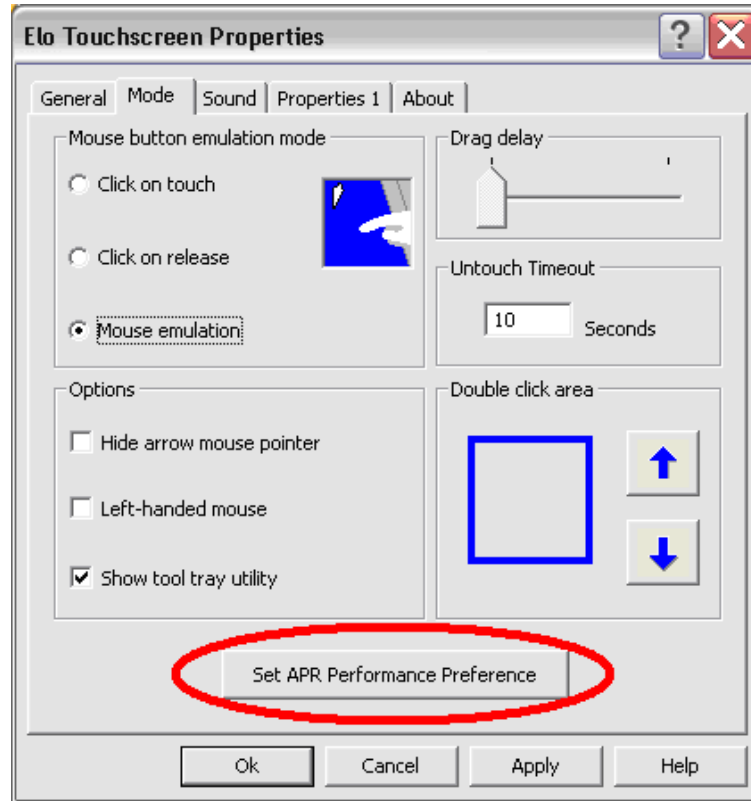 Elo Touchscreen Properties
General Mode Sound Properties 1 About
Mouse button emulation mode
Click on touch
Click on release
Mouse emulation
Drag delay
Untouch Timeout
10 Seconds
Options
Hide arrow mouse pointer
Left-handed mouse
Show tool tray utility
Double click area
Set APR Performance Preference
Ok Cancel Apply Help